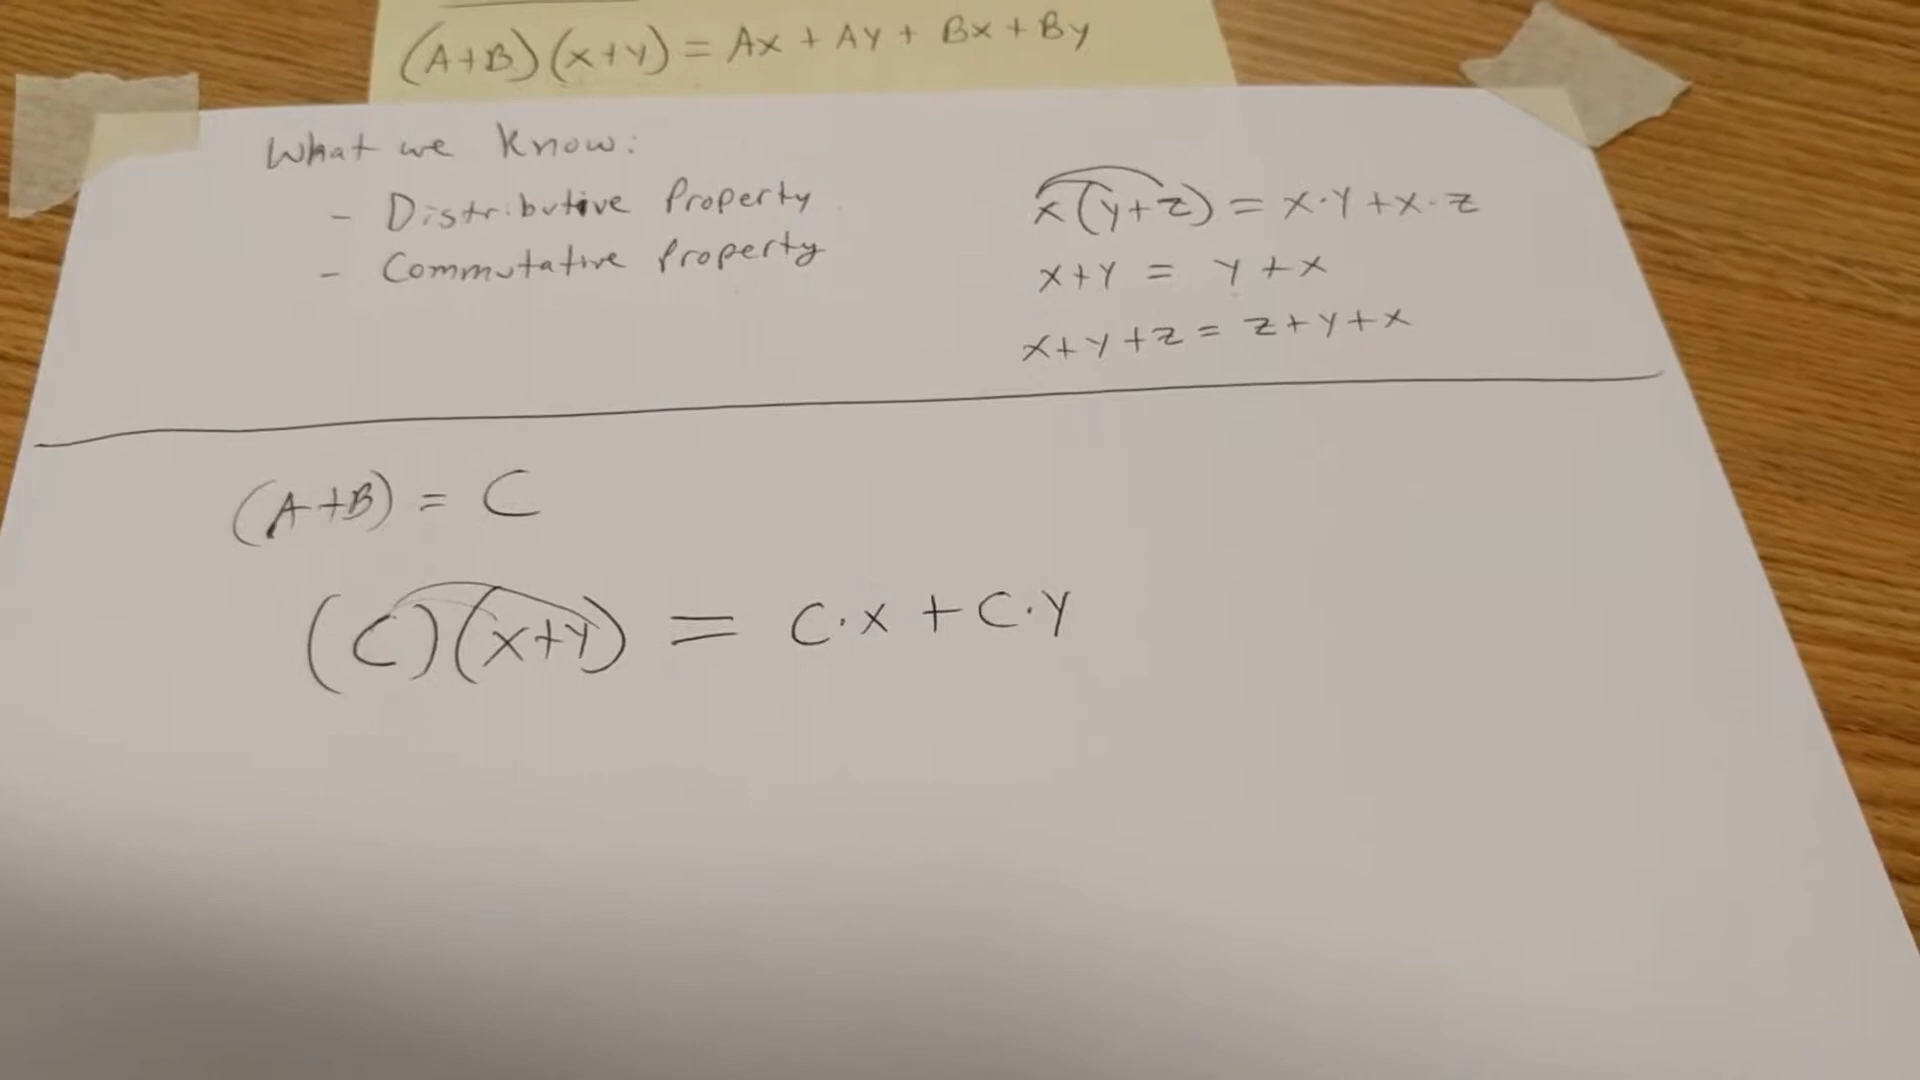 (A+B)(x+y) = Ax + Ay + Bx + By
What we know:
- Distributive Property
- Commutative Property
x(y+z) = x·y + x·z
x+y = y+x
x+y+z = z+y+x
(A+B) = C
(C)(x+y) = C·x + C·y